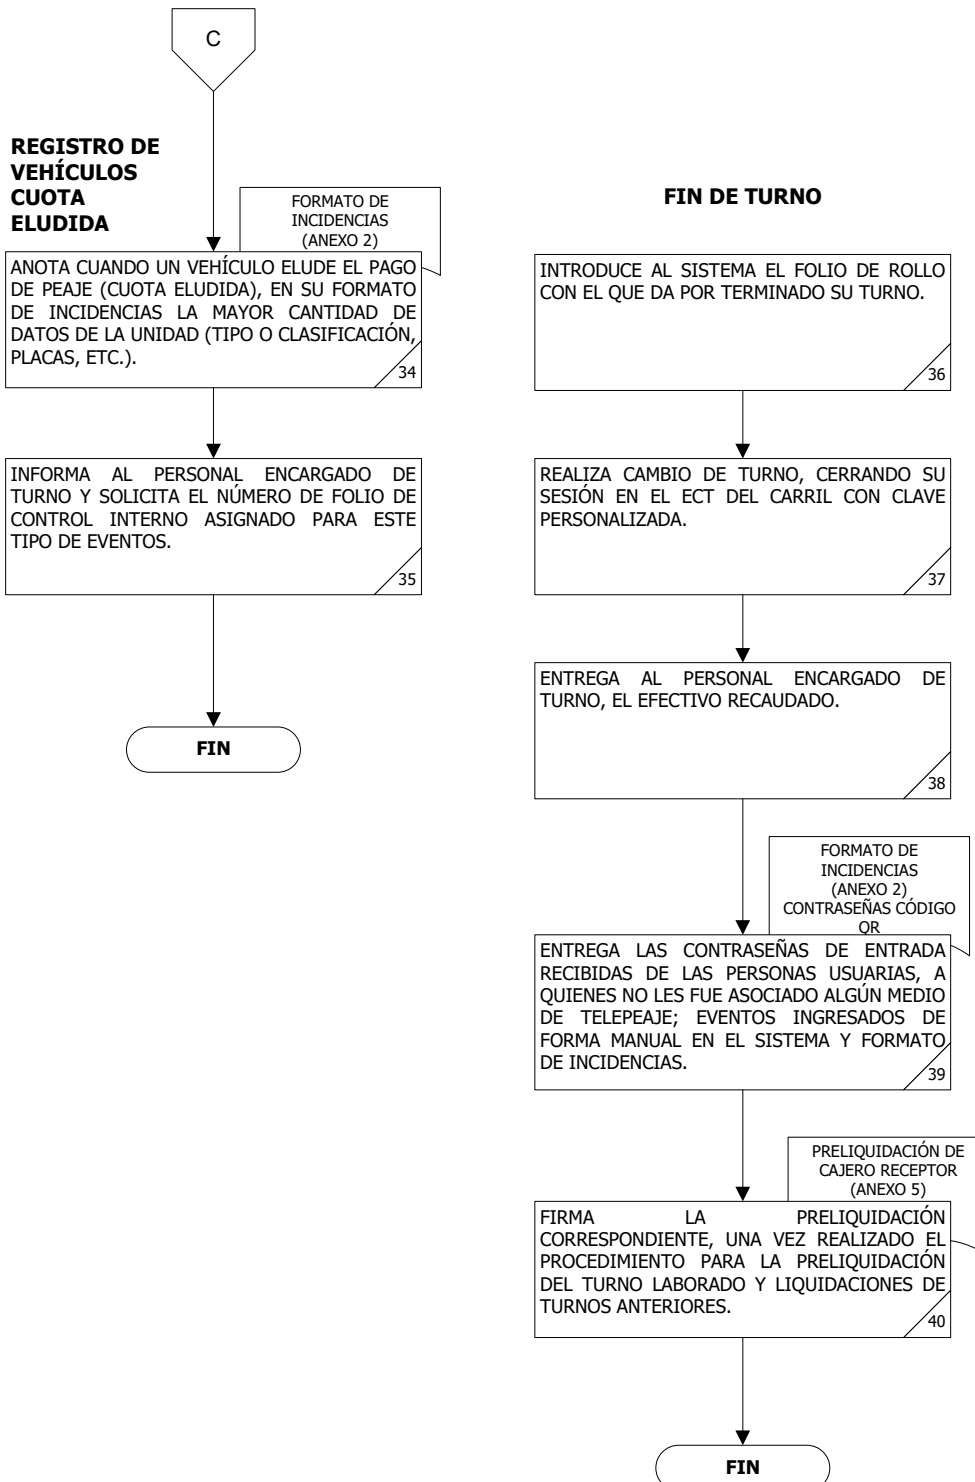 C
REGISTRO DE
VEHÍCULOS
CUOTA
ELUDIDA
FORMATO DE
INCIDENCIAS
(ANEXO 2)
ANOTA CUANDO UN VEHÍCULO ELUDE EL PAGO
DE PEAJE (CUOTA ELUDIDA), EN SU FORMATO
DE INCIDENCIAS LA MAYOR CANTIDAD DE
DATOS DE LA UNIDAD (TIPO O CLASIFICACIÓN,
PLACAS, ETC.).
34
INFORMA AL PERSONAL ENCARGADO DE
TURNO Y SOLICITA EL NÚMERO DE FOLIO DE
CONTROL INTERNO ASIGNADO PARA ESTE
TIPO DE EVENTOS.
35
FIN
FIN DE TURNO
INTRODUCE AL SISTEMA EL FOLIO DE ROLLO
CON EL QUE DA POR TERMINADO SU TURNO.
36
REALIZA CAMBIO DE TURNO, CERRANDO SU
SESIÓN EN EL ECT DEL CARRIL CON CLAVE
PERSONALIZADA.
37
ENTREGA AL PERSONAL ENCARGADO DE
TURNO, EL EFECTIVO RECAUDADO.
38
FORMATO DE
INCIDENCIAS
(ANEXO 2)
CONTRASEÑAS CÓDIGO
QR
ENTREGA LAS CONTRASEÑAS DE ENTRADA
RECIBIDAS DE LAS PERSONAS USUARIAS, A
QUIENES NO LES FUE ASOCIADO ALGÚN MEDIO
DE TELEPEAJE; EVENTOS INGRESADOS DE
FORMA MANUAL EN EL SISTEMA Y FORMATO
DE INCIDENCIAS.
39
PRELIQUIDACIÓN DE
CAJERO RECEPTOR
(ANEXO 5)
FIRMA LA PRELIQUIDACIÓN
CORRESPONDIENTE, UNA VEZ REALIZADO EL
PROCEDIMIENTO PARA LA PRELIQUIDACIÓN
DEL TURNO LABORADO Y LIQUIDACIONES DE
TURNOS ANTERIORES.
40
FIN